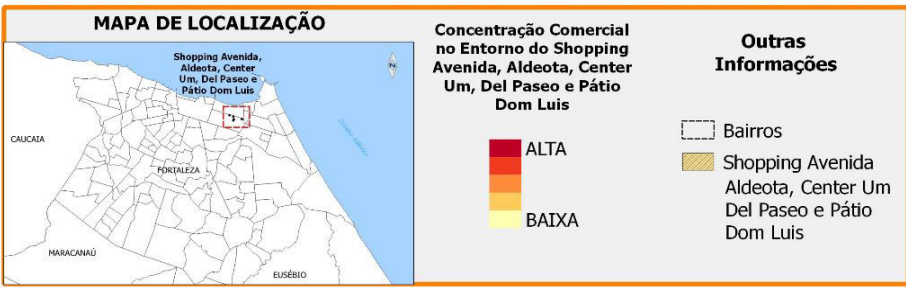 MAPA DE LOCALIZAÇÃO
Shopping Avenida,
Aldeota, Center
Um, Del Paseo e
Pátio Dom Luis
N
CAUCAIA
FORTALEZA
MARACANAÚ
EUSÉBIO
Concentração Comercial
no Entorno do Shopping
Avenida, Aldeota, Center
Um, Del Paseo e Pátio
Dom Luis
ALTA
BAIXA
Outras
Informações
Bairros
Shopping Avenida
Aldeota, Center Um
Del Paseo e Pátio
Dom Luis